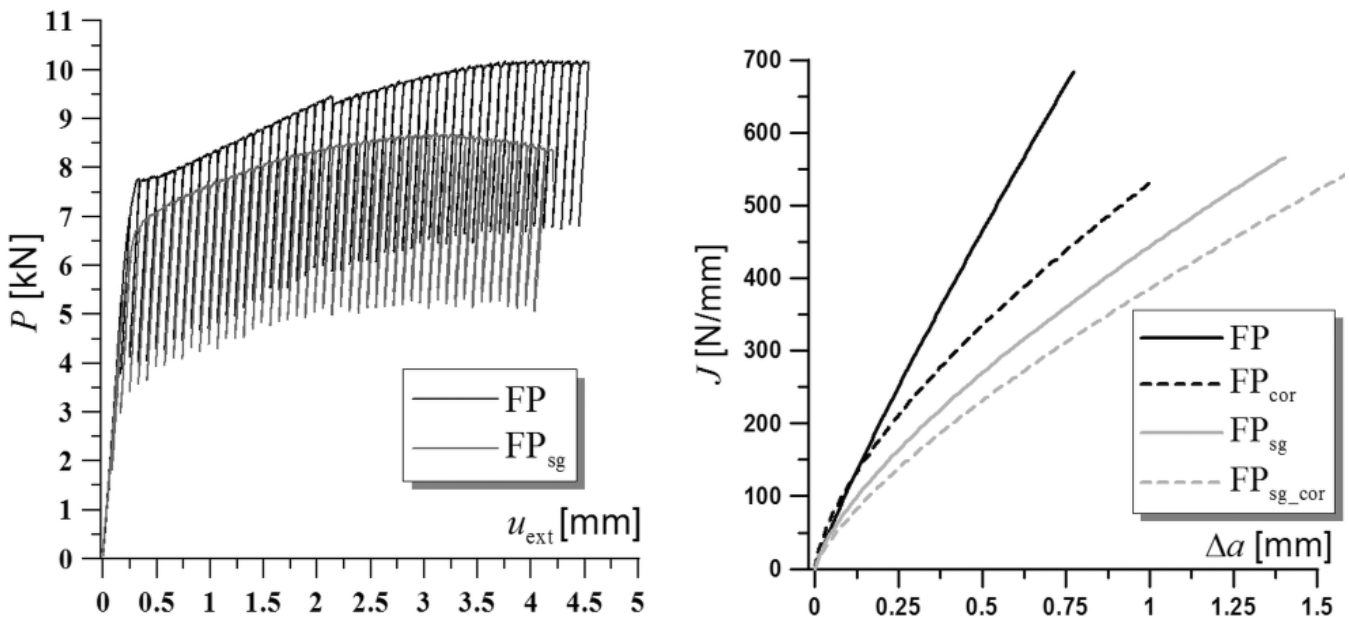 11
10
9
8
7
6
5
4
3
2
1
0
P [kN]
FP
FPsg
uext [mm]
0 0.5 1 1.5 2 2.5 3 3.5 4 4.5 5
700
600
500
400
300
200
100
0
J [N/mm]
FP
FPcor
FPsg
FPsg_cor
Δa [mm]
0 0.25 0.5 0.75 1 1.25 1.5